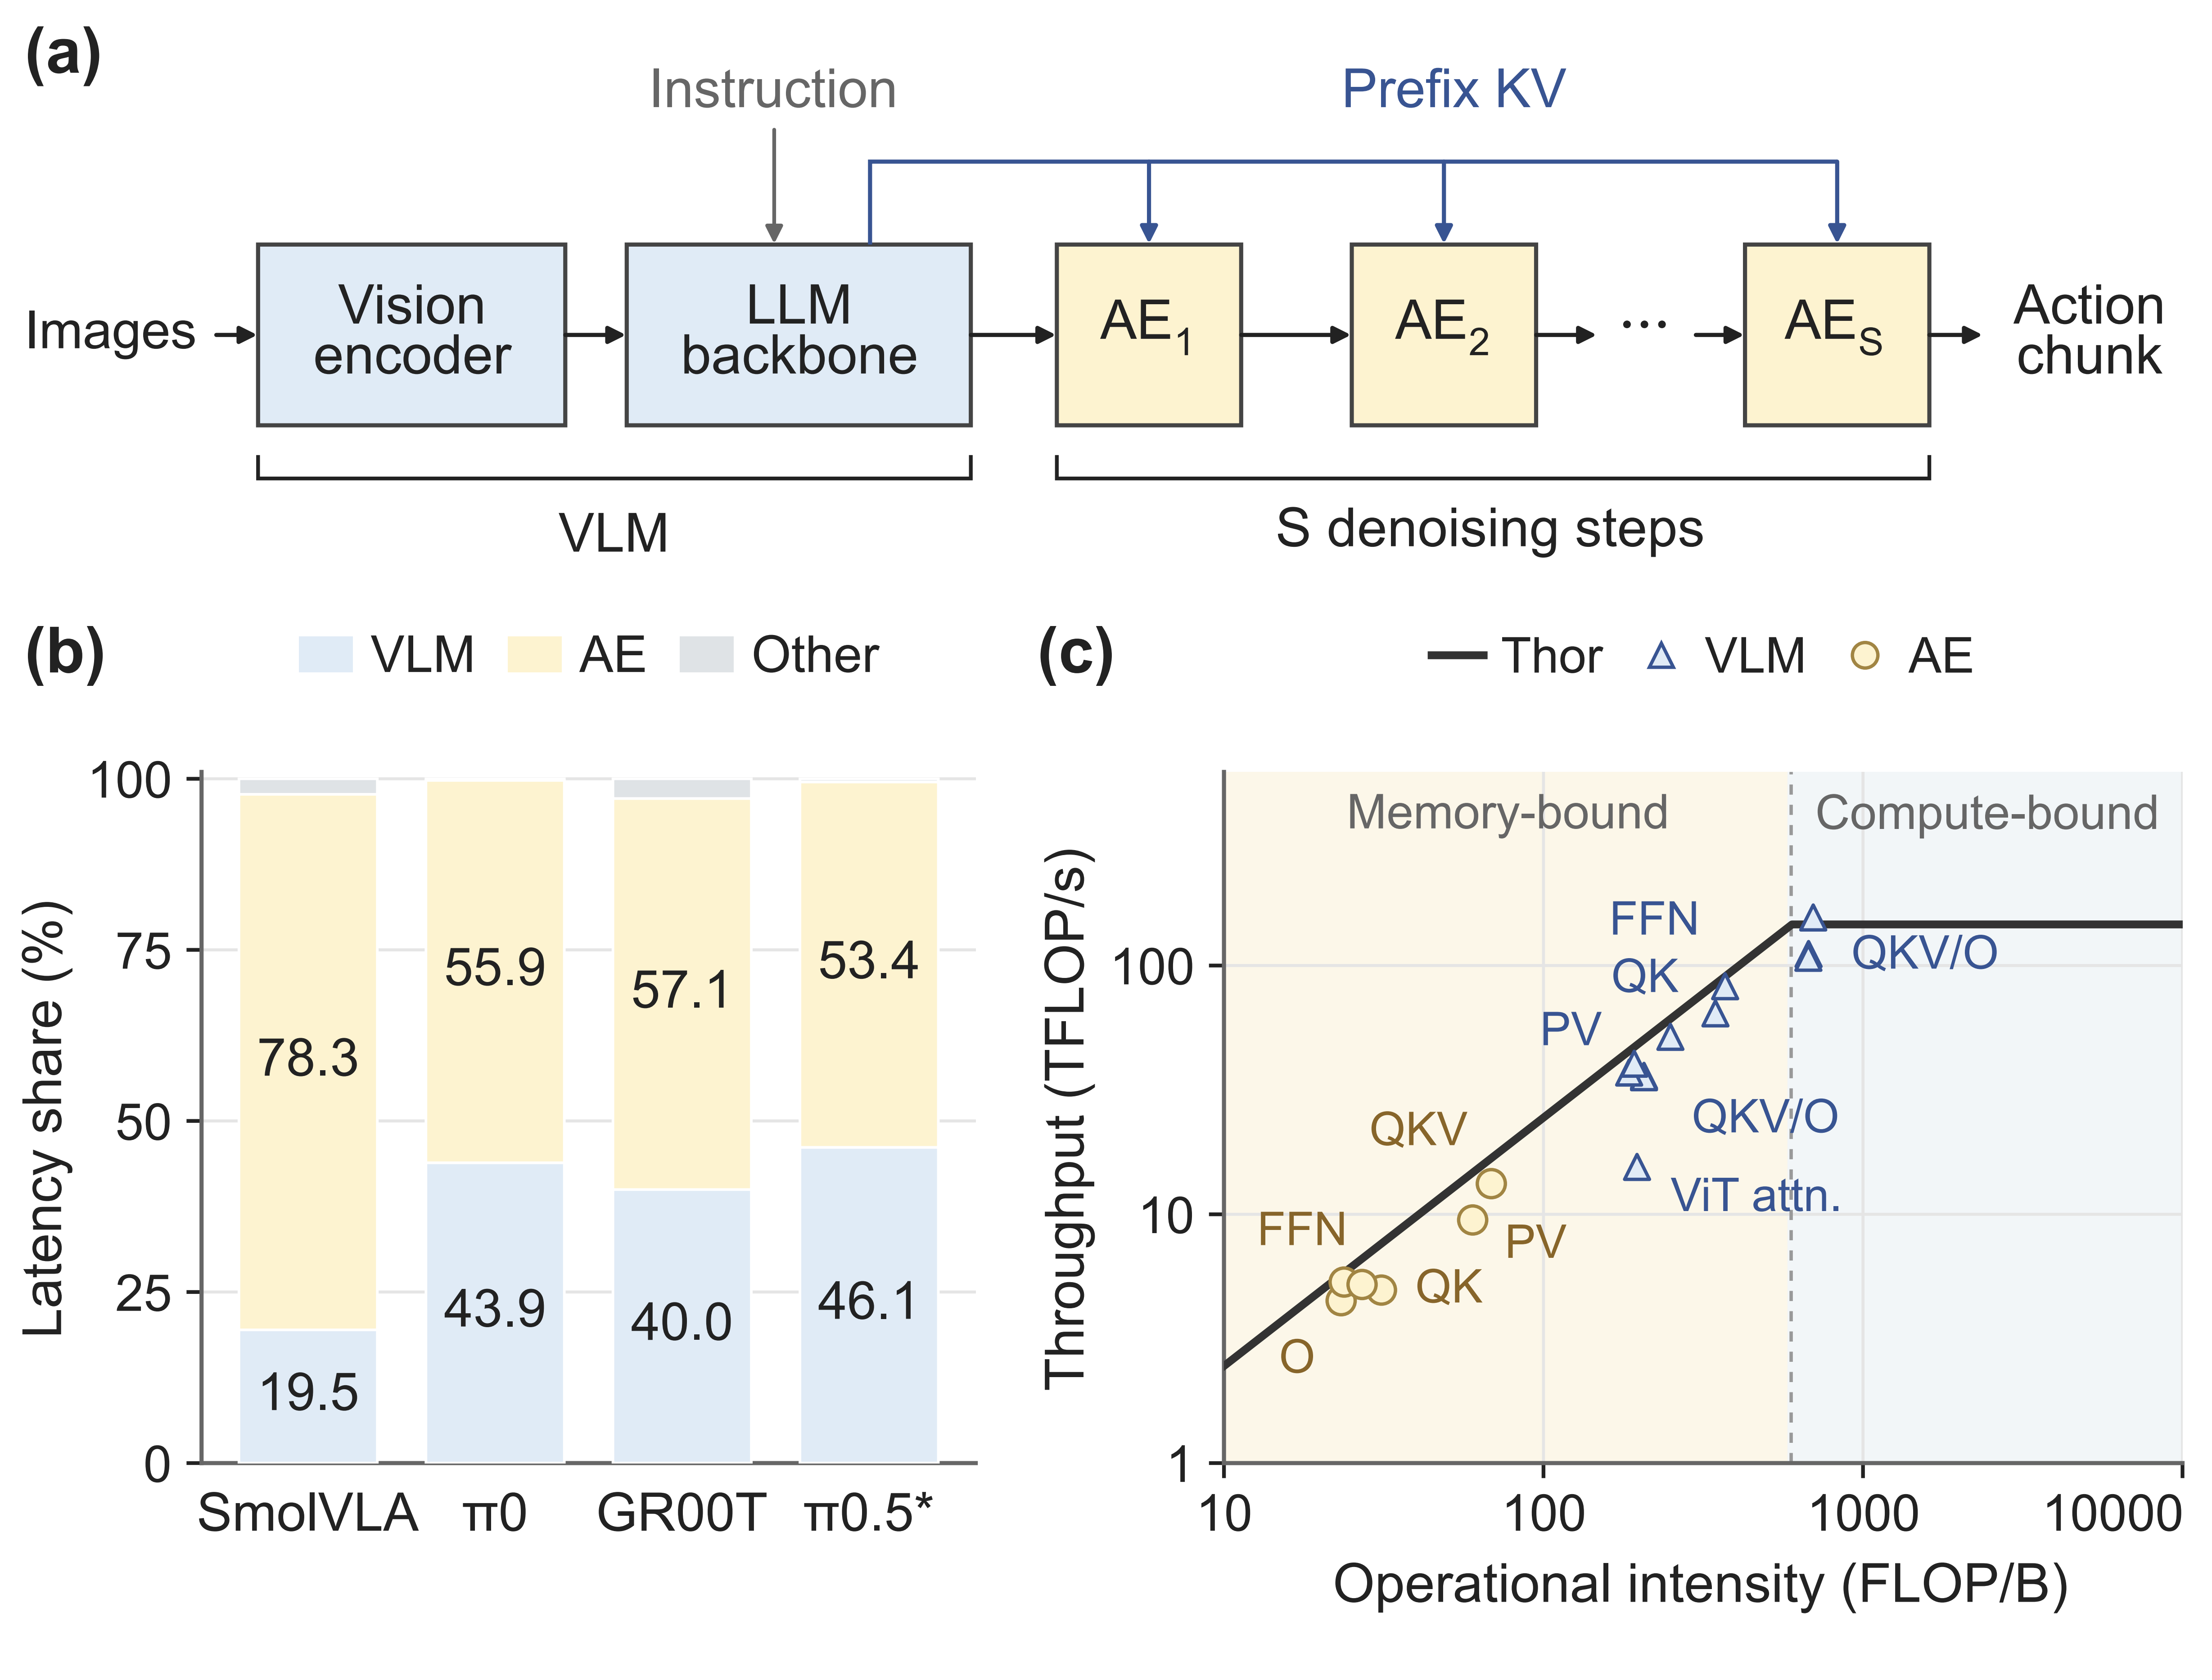 (a)
Instruction
Prefix KV
Images
Vision
encoder
LLM
backbone
AE1
AE2
...
AES
Action
chunk
VLM
S denoising steps
(b)
VLM
AE
Other
Latency share (%)
100
75
50
25
0
78.3
19.5
55.9
43.9
57.1
40.0
53.4
46.1
SmolVLA
π0
GR00T
π0.5*
(c)
Thor
VLM
AE
Throughput (TFLOP/s)
Memory-bound
Compute-bound
100
10
1
FFN
QK
PV
QKV/O
QKV/O
ViT attn.
QKV
FFN
PV
QK
O
10
100
1000
10000
Operational intensity (FLOP/B)